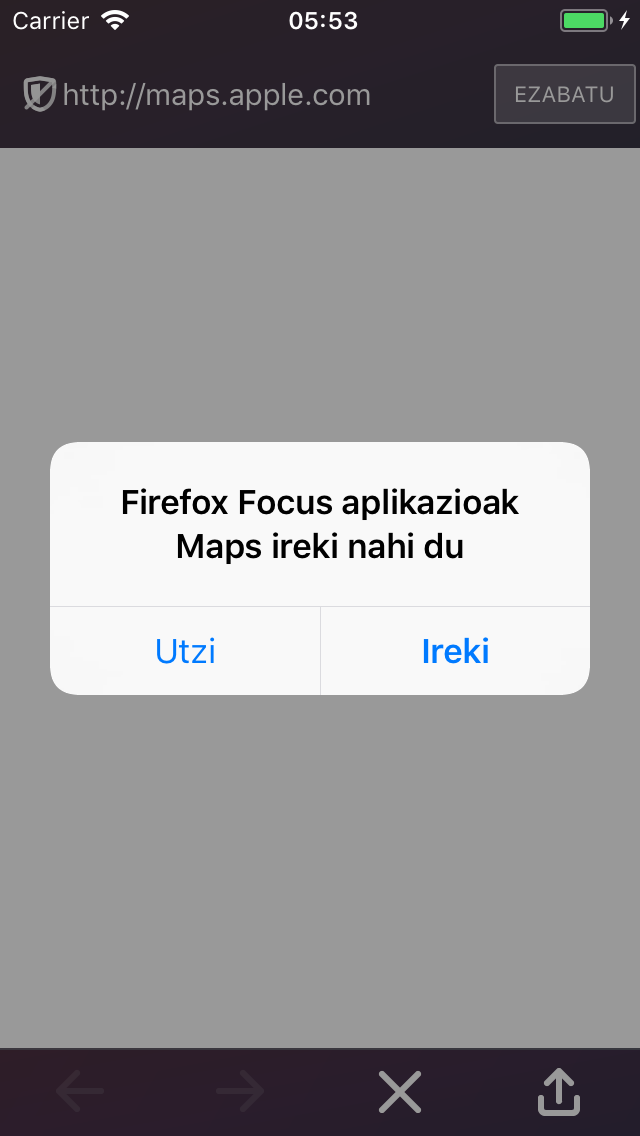 Carrier 05:53
http://maps.apple.com EZABATU
Firefox Focus aplikazioak
Maps ireki nahi du
Utzi Ireki